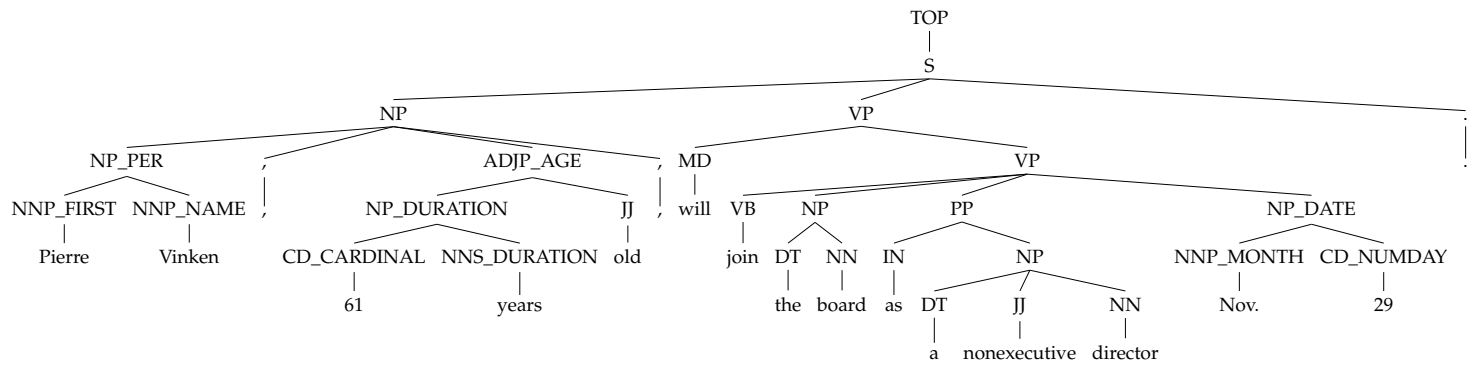 TOP
S
NP VP .
NP_PER , ADJP_AGE , MD VP .
NNP_FIRST NNP_NAME , NP_DURATION JJ , will VB NP PP NP_DATE
Pierre Vinken CD_CARDINAL NNS_DURATION old join DT NN IN NP NNP_MONTH CD_NUMDAY
61 years the board as DT JJ NN Nov. 29
a nonexecutive director